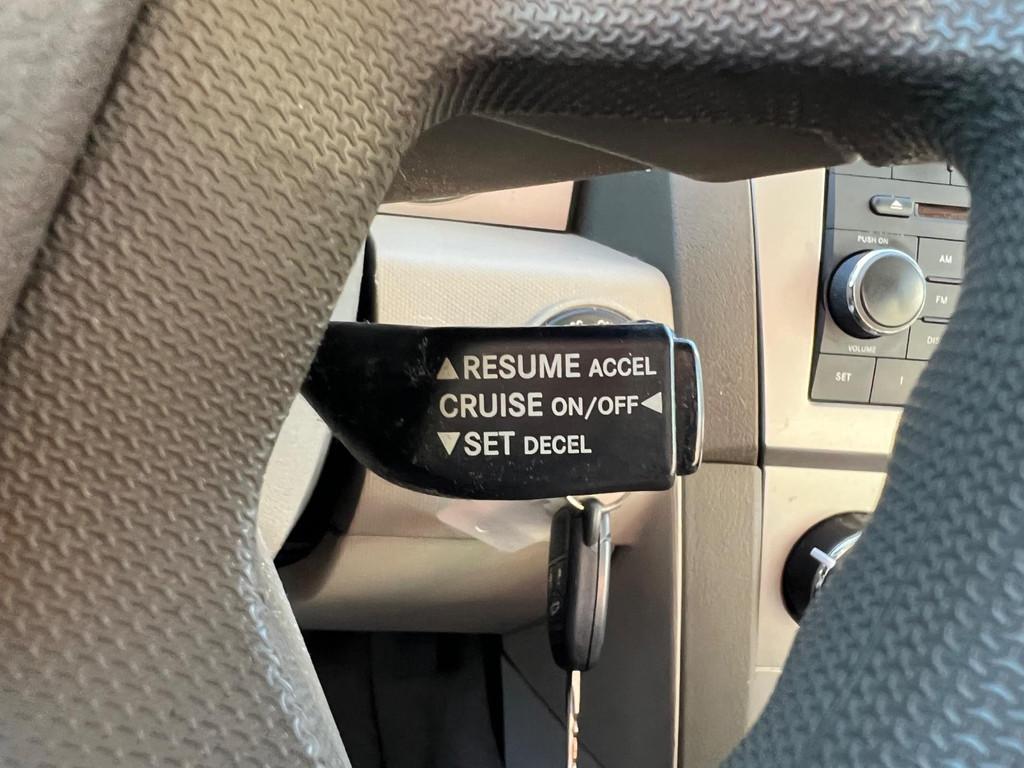 ▲RESUME ACCEL
CRUISE ON/OFF◀
▼SET DECEL
PUSH ON
VOLUME
AM
FM
SET